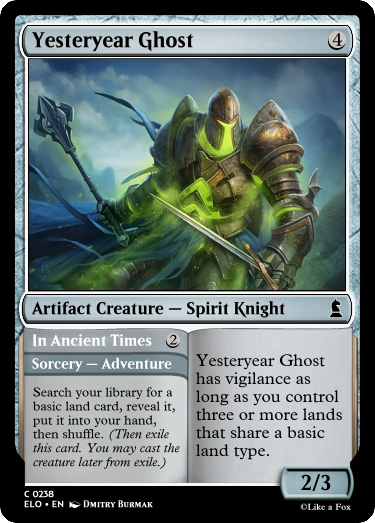 Yesteryear Ghost
4
Artifact Creature — Spirit Knight
In Ancient Times
2
Sorcery — Adventure
Search your library for a
basic land card, reveal it,
put it into your hand,
then shuffle. (Then exile
this card. You may cast the
creature later from exile.)
Yesteryear Ghost
has vigilance as
long as you control
three or more lands
that share a basic
land type.
2/3
C 0238
ELO • EN Dmitry Burmak
©Like a Fox